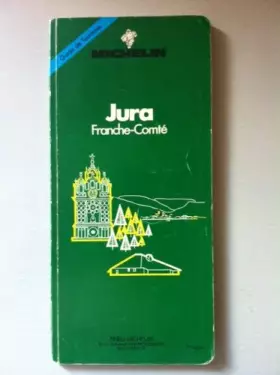 Guide de Tourisme
MICHELIN
Jura
Franche-Comté